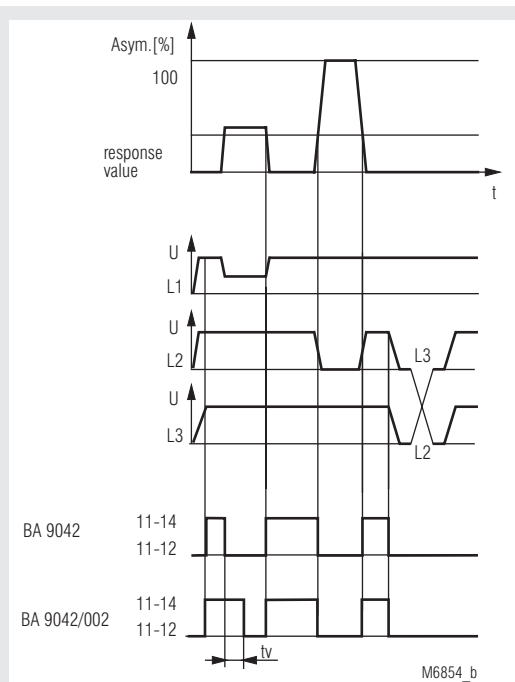 Asym.[%]
100
response
value
t
U
L1
U
L2
L3
U
L3
L2
BA 9042
11-14
11-12
BA 9042/002
11-14
11-12
tv
M6854_b